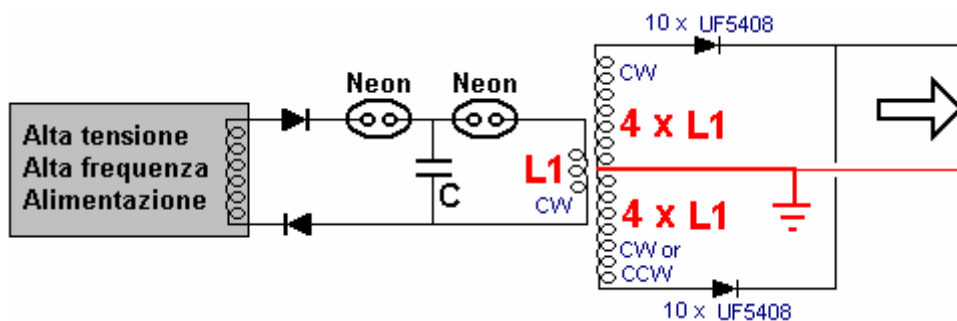 10 x UF5408
CW
Neon Neon
4 x L1
Alta tensione
Alta frequenza
Alimentazione
L1
C
CW
4 x L1
CW or
CCW
10 x UF5408